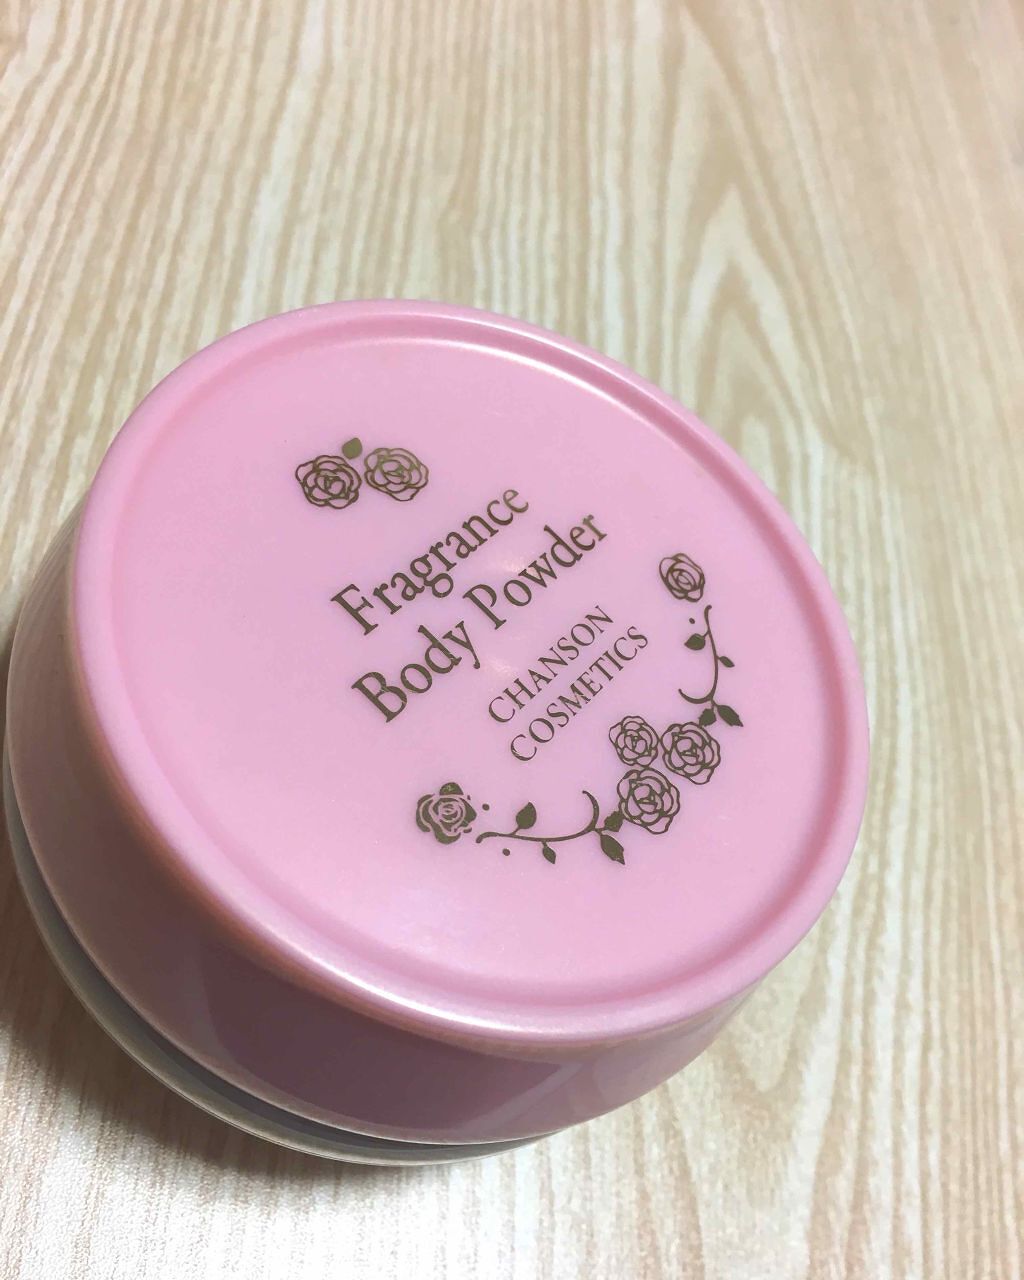 Fragrance
Body Powder
CHANSON
COSMETICS